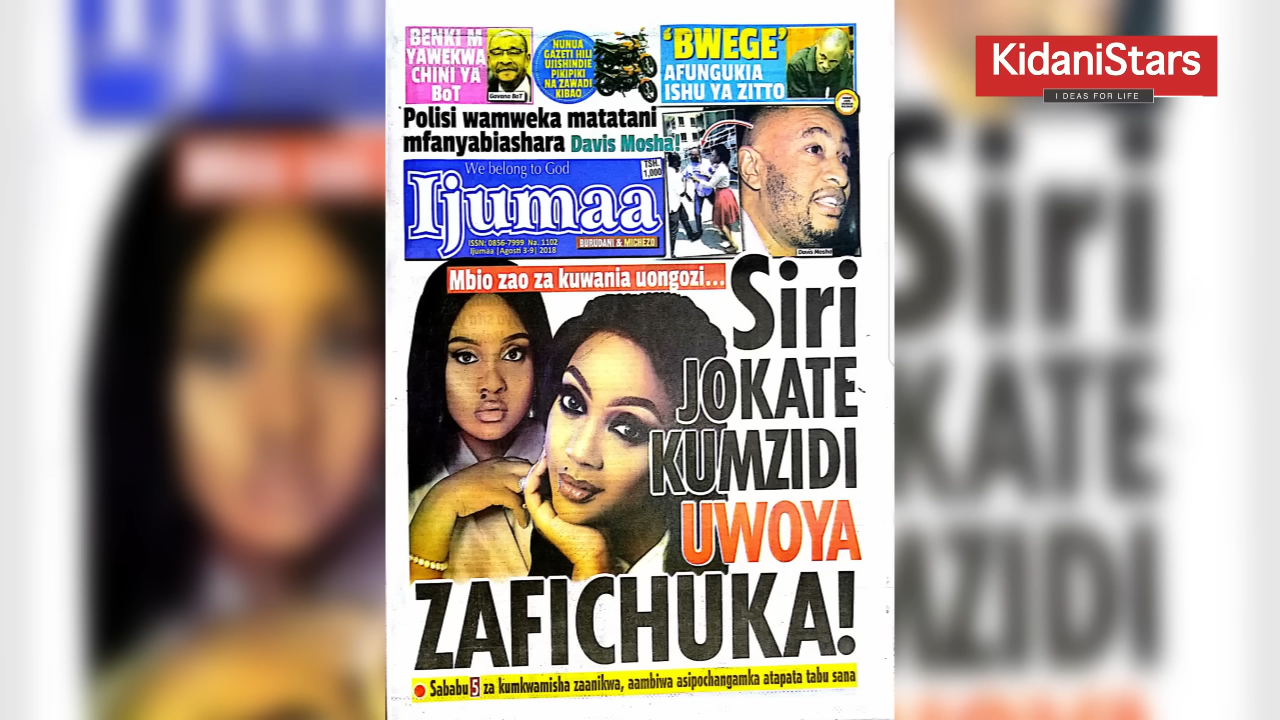 KidaniStars
I DEAS FOR LIFE
BENKI M
YAWEKWA
CHINI YA
BoT
Gavana BoT
NUNUA
GAZETI HILI
UJISHINDIE
PIKIPIKI
NA ZAWADI
KIBAO
'BWEGE'
AFUNGUKIA
ISHU YA ZITTO
Polisi wamweka matatani
mfanyabiashara Davis Mosha!
We belong to God
TSH.
1,000
Ijumaa
ISSN: 0856-7999 Na. 1102
Ijumaa |Agosti 3-9| 2018
BURUDANI & MICHEZO
Davis Mosha
Mbio zao za kuwania uongozi...
Siri
JOKATE
KUMZIDI
UWOYA
ZAFICHUKA!
Sababu 5 za kumkwamisha zaanikwa, aambiwa asipochangamka atapata tabu sana